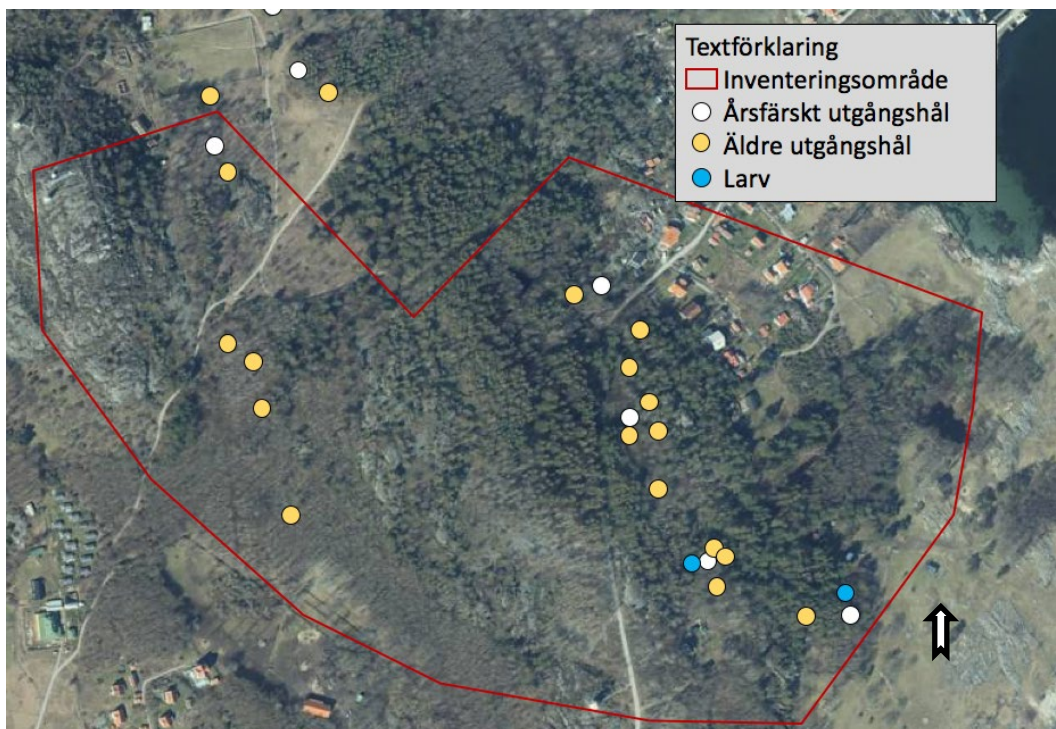 Textförklaring
Inventeringsområde
Årsfärskt utgångshål
Äldre utgångshål
Larv